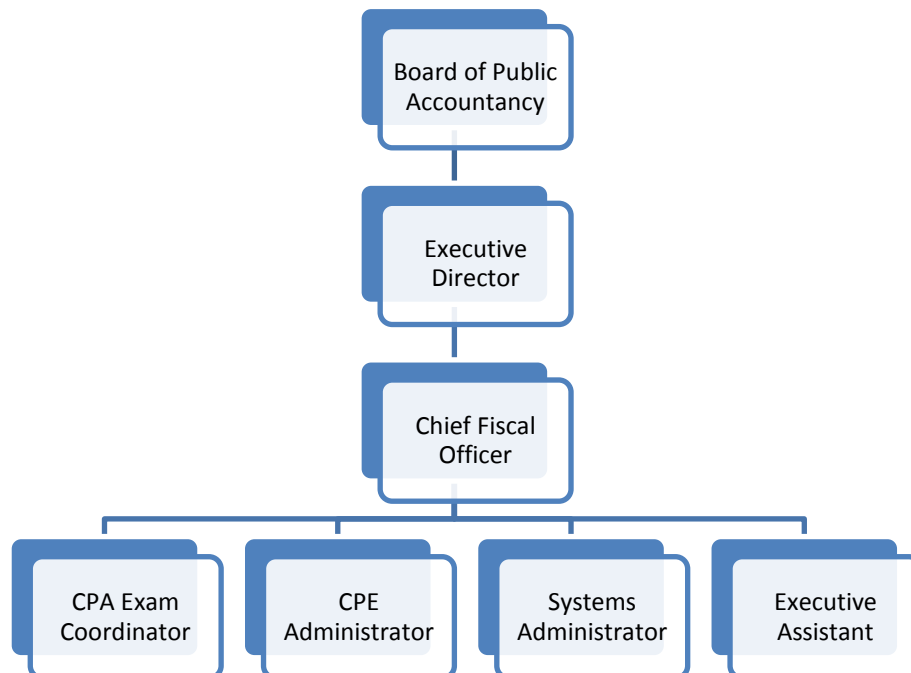 Board of Public
Accountancy
Executive
Director
Chief Fiscal
Officer
CPA Exam
Coordinator
CPE
Administrator
Systems
Administrator
Executive
Assistant